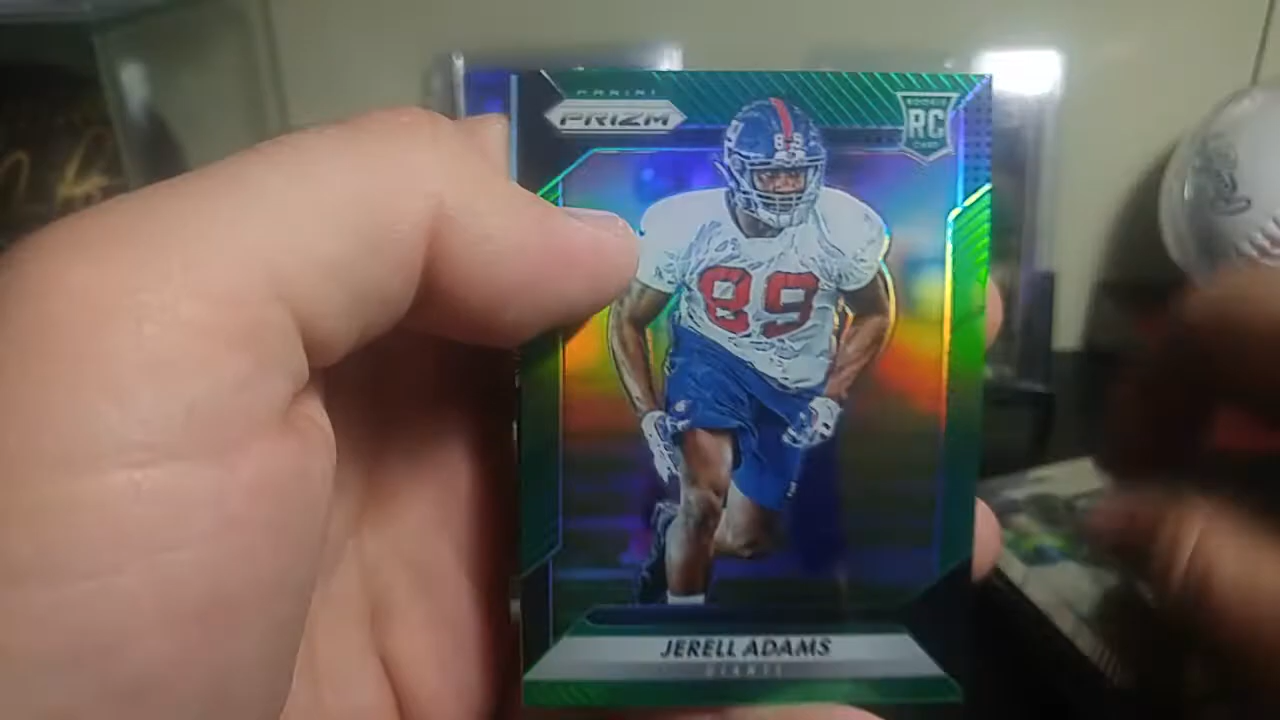 PANINI
PRIZM
ROOKIE
RC
CARD
89
89
JERELL ADAMS
GIANTS